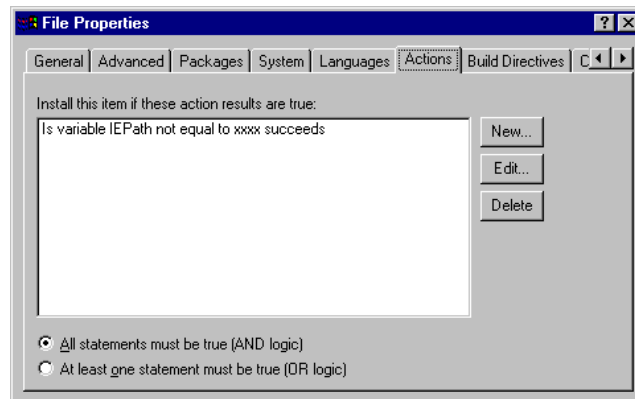 File Properties
General Advanced Packages System Languages Actions Build Directives C
Install this item if these action results are true:
Is variable IEPath not equal to xxxx succeeds
New...
Edit...
Delete
All statements must be true (AND logic)
At least one statement must be true (OR logic)